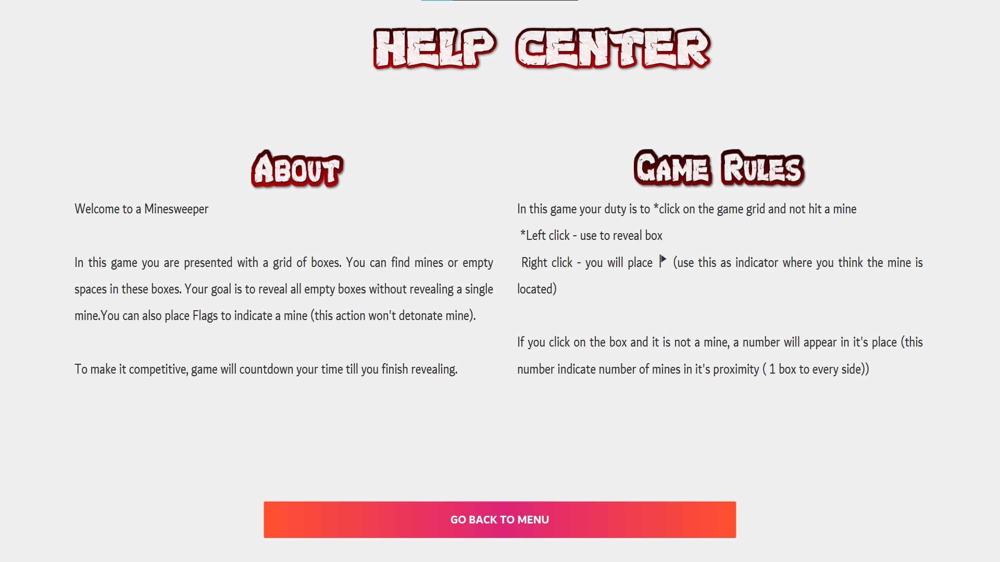 HELP CENTER
About
Welcome to a Minesweeper
In this game you are presented with a grid of boxes. You can find mines or empty
spaces in these boxes. Your goal is to reveal all empty boxes without revealing a single
mine.You can also place Flags to indicate a mine (this action won't detonate mine).
To make it competitive, game will countdown your time till you finish revealing.
Game Rules
In this game your duty is to *click on the game grid and not hit a mine
*Left click - use to reveal box
Right click - you will place (use this as indicator where you think the mine is
located)
If you click on the box and it is not a mine, a number will appear in it's place (this
number indicate number of mines in it's proximity ( 1 box to every side))
GO BACK TO MENU